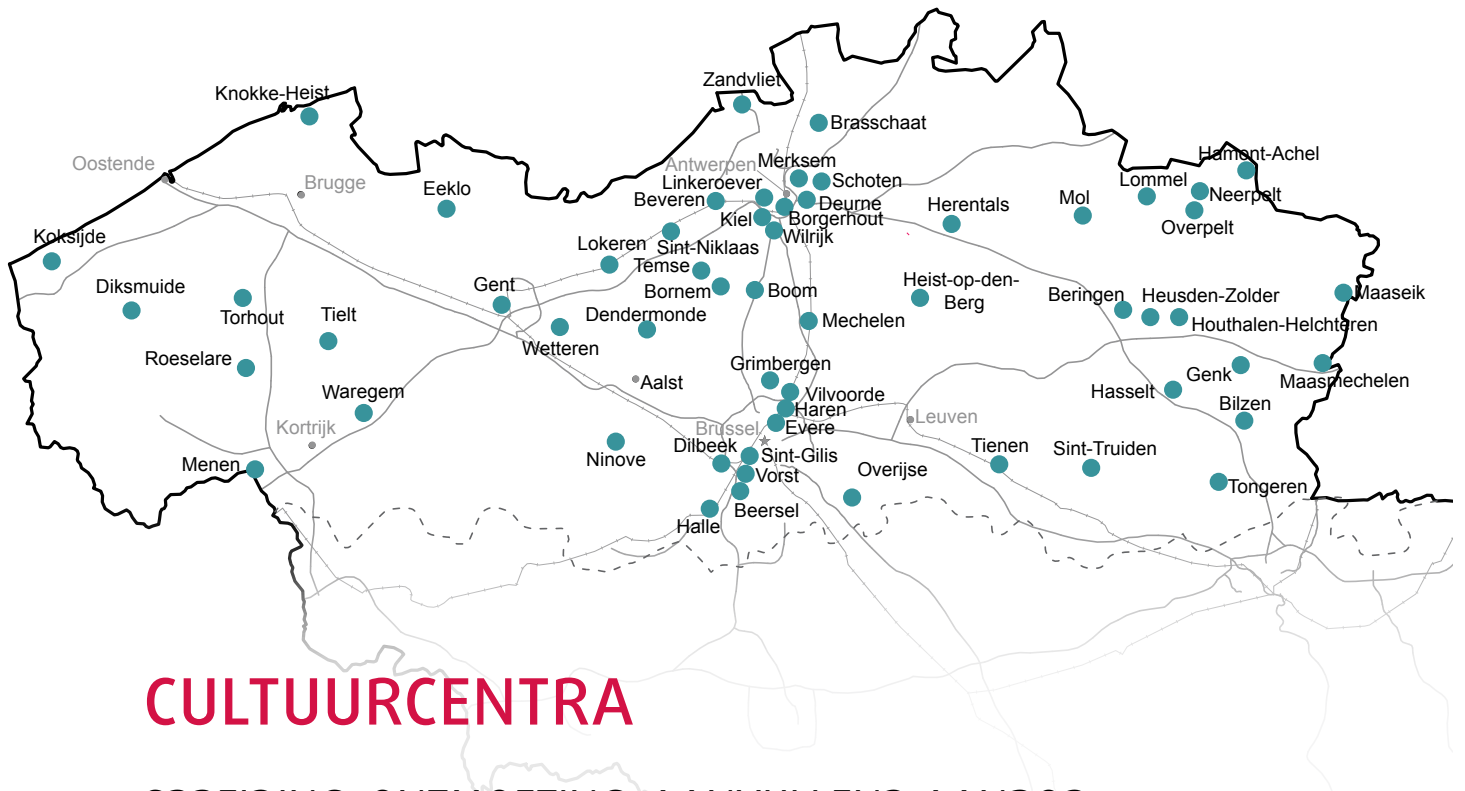 Zandvliet
Knokke-Heist
Brasschaat
Hamont-Achel
Oostende
Antwerpen
Merksem
Brugge
Eeklo
Linkeroever
Schoten
Lommel
Neerpelt
Beveren
Deurne
Herentals
Mol
Kiel
Borgerhout
Overpelt
Koksijde
Lokeren
Sint-Niklaas
Wilrijk
Temse
Diksmuide
Gent
Bornem
Boom
Heist-op-den-
Berg
Beringen
Heusden-Zolder
Maaseik
Torhout
Tielt
Dendermonde
Mechelen
Houthalen-Helchteren
Wetteren
Roeselare
Grimbergen
Waregem
Aalst
Vilvoorde
Hasselt
Genk
Maasmechelen
Haren
Bilzen
Kortrijk
Brussel
Evere
Leuven
Menen
Ninove
Dilbeek
Sint-Gilis
Tienen
Sint-Truiden
Vorst
Overijse
Beersel
Tongeren
Halle
CULTUURCENTRA